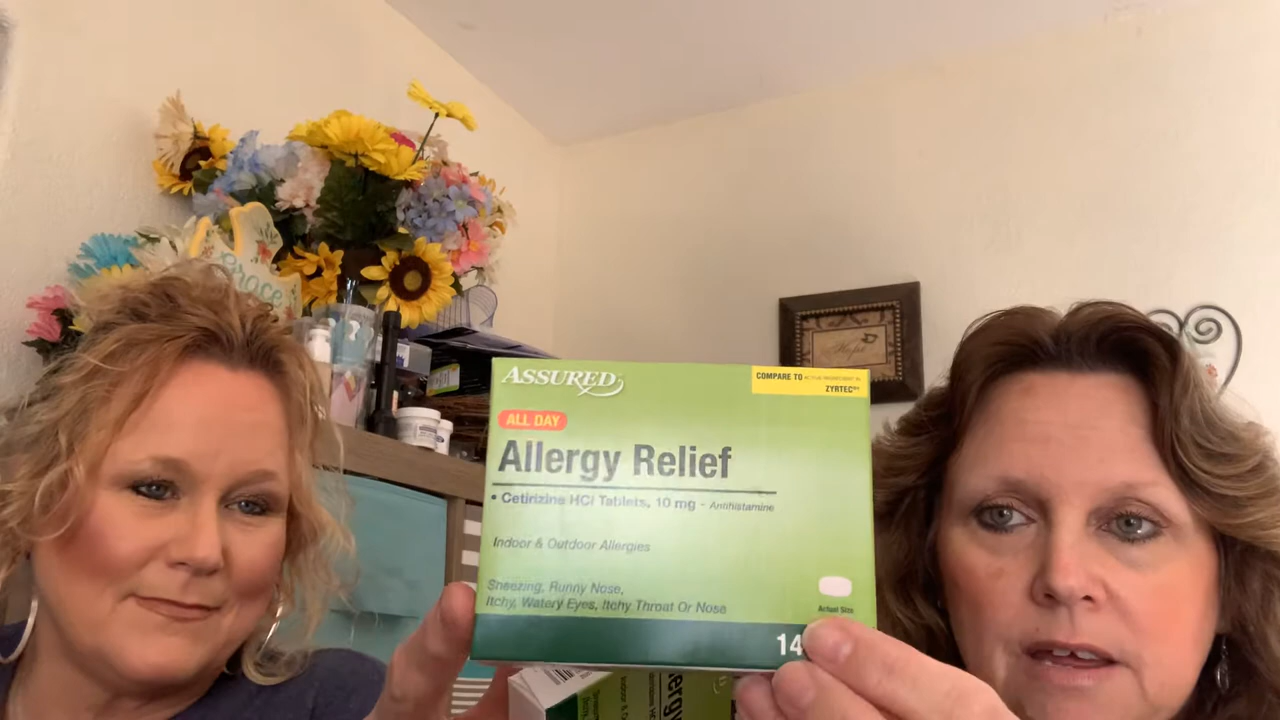 Grace
ASSURED
COMPARE TO ACTIVE INGREDIENT IN
ZYRTEC®*
ALL DAY
Allergy Relief
• Cetirizine HCl Tablets, 10 mg - Antihistamine
Indoor & Outdoor Allergies
Sneezing, Runny Nose,
Itchy, Watery Eyes, Itchy Throat Or Nose
Actual Size
14
Hope